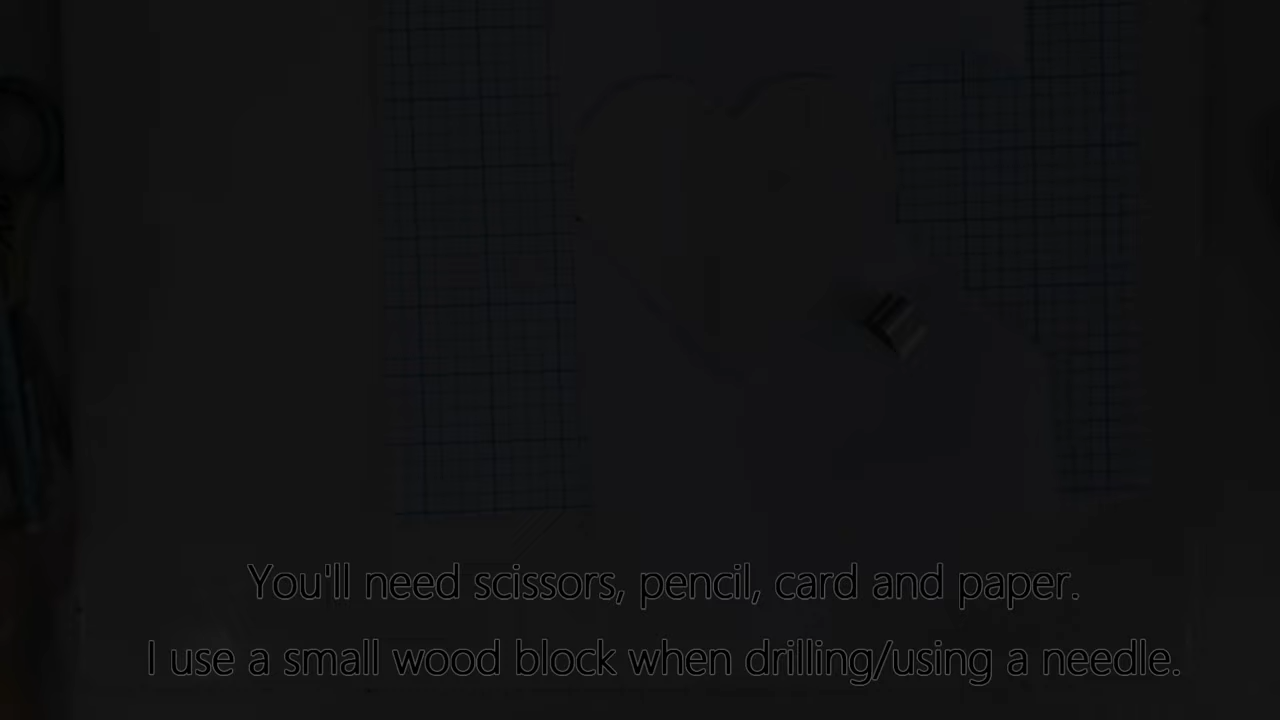 You'll need scissors, pencil, card and paper.
I use a small wood block when drilling/using a needle.